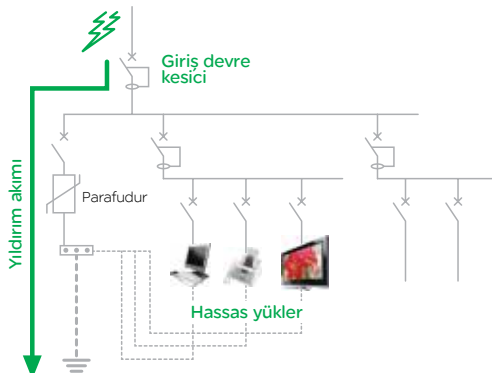 Giriş devre
kesici
Yıldırım akımı
Parafudur
Hassas yükler